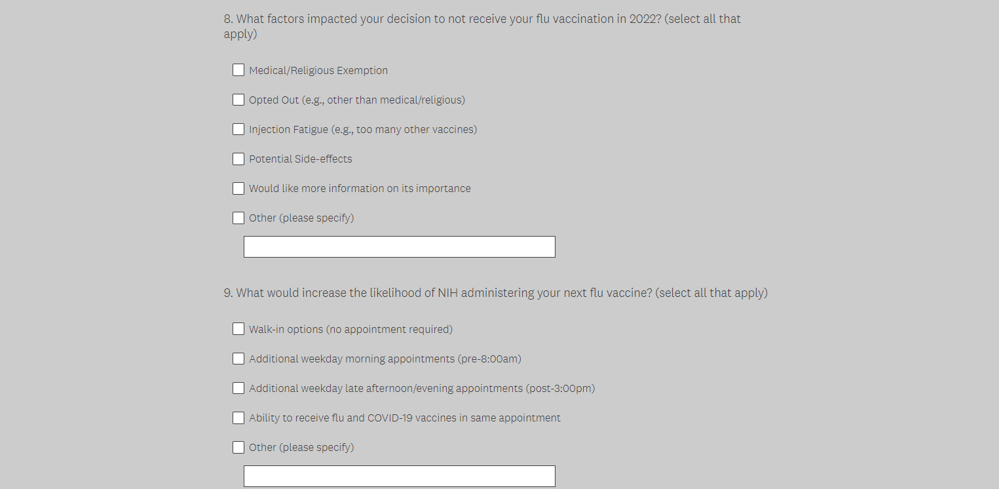 8. What factors impacted your decision to not receive your flu vaccination in 2022? (select all that
apply)
Medical/Religious Exemption
Opted Out (e.g., other than medical/religious)
Injection Fatigue (e.g., too many other vaccines)
Potential Side-effects
Would like more information on its importance
Other (please specify)
9. What would increase the likelihood of NIH administering your next flu vaccine? (select all that apply)
Walk-in options (no appointment required)
Additional weekday morning appointments (pre-8:00am)
Additional weekday late afternoon/evening appointments (post-3:00pm)
Ability to receive flu and COVID-19 vaccines in same appointment
Other (please specify)